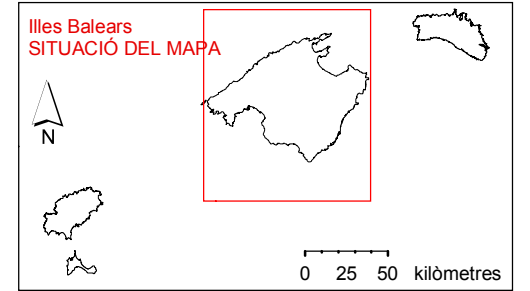 Illes Balears
SITUACIÓ DEL MAPA
N
0 25 50 kilòmetres